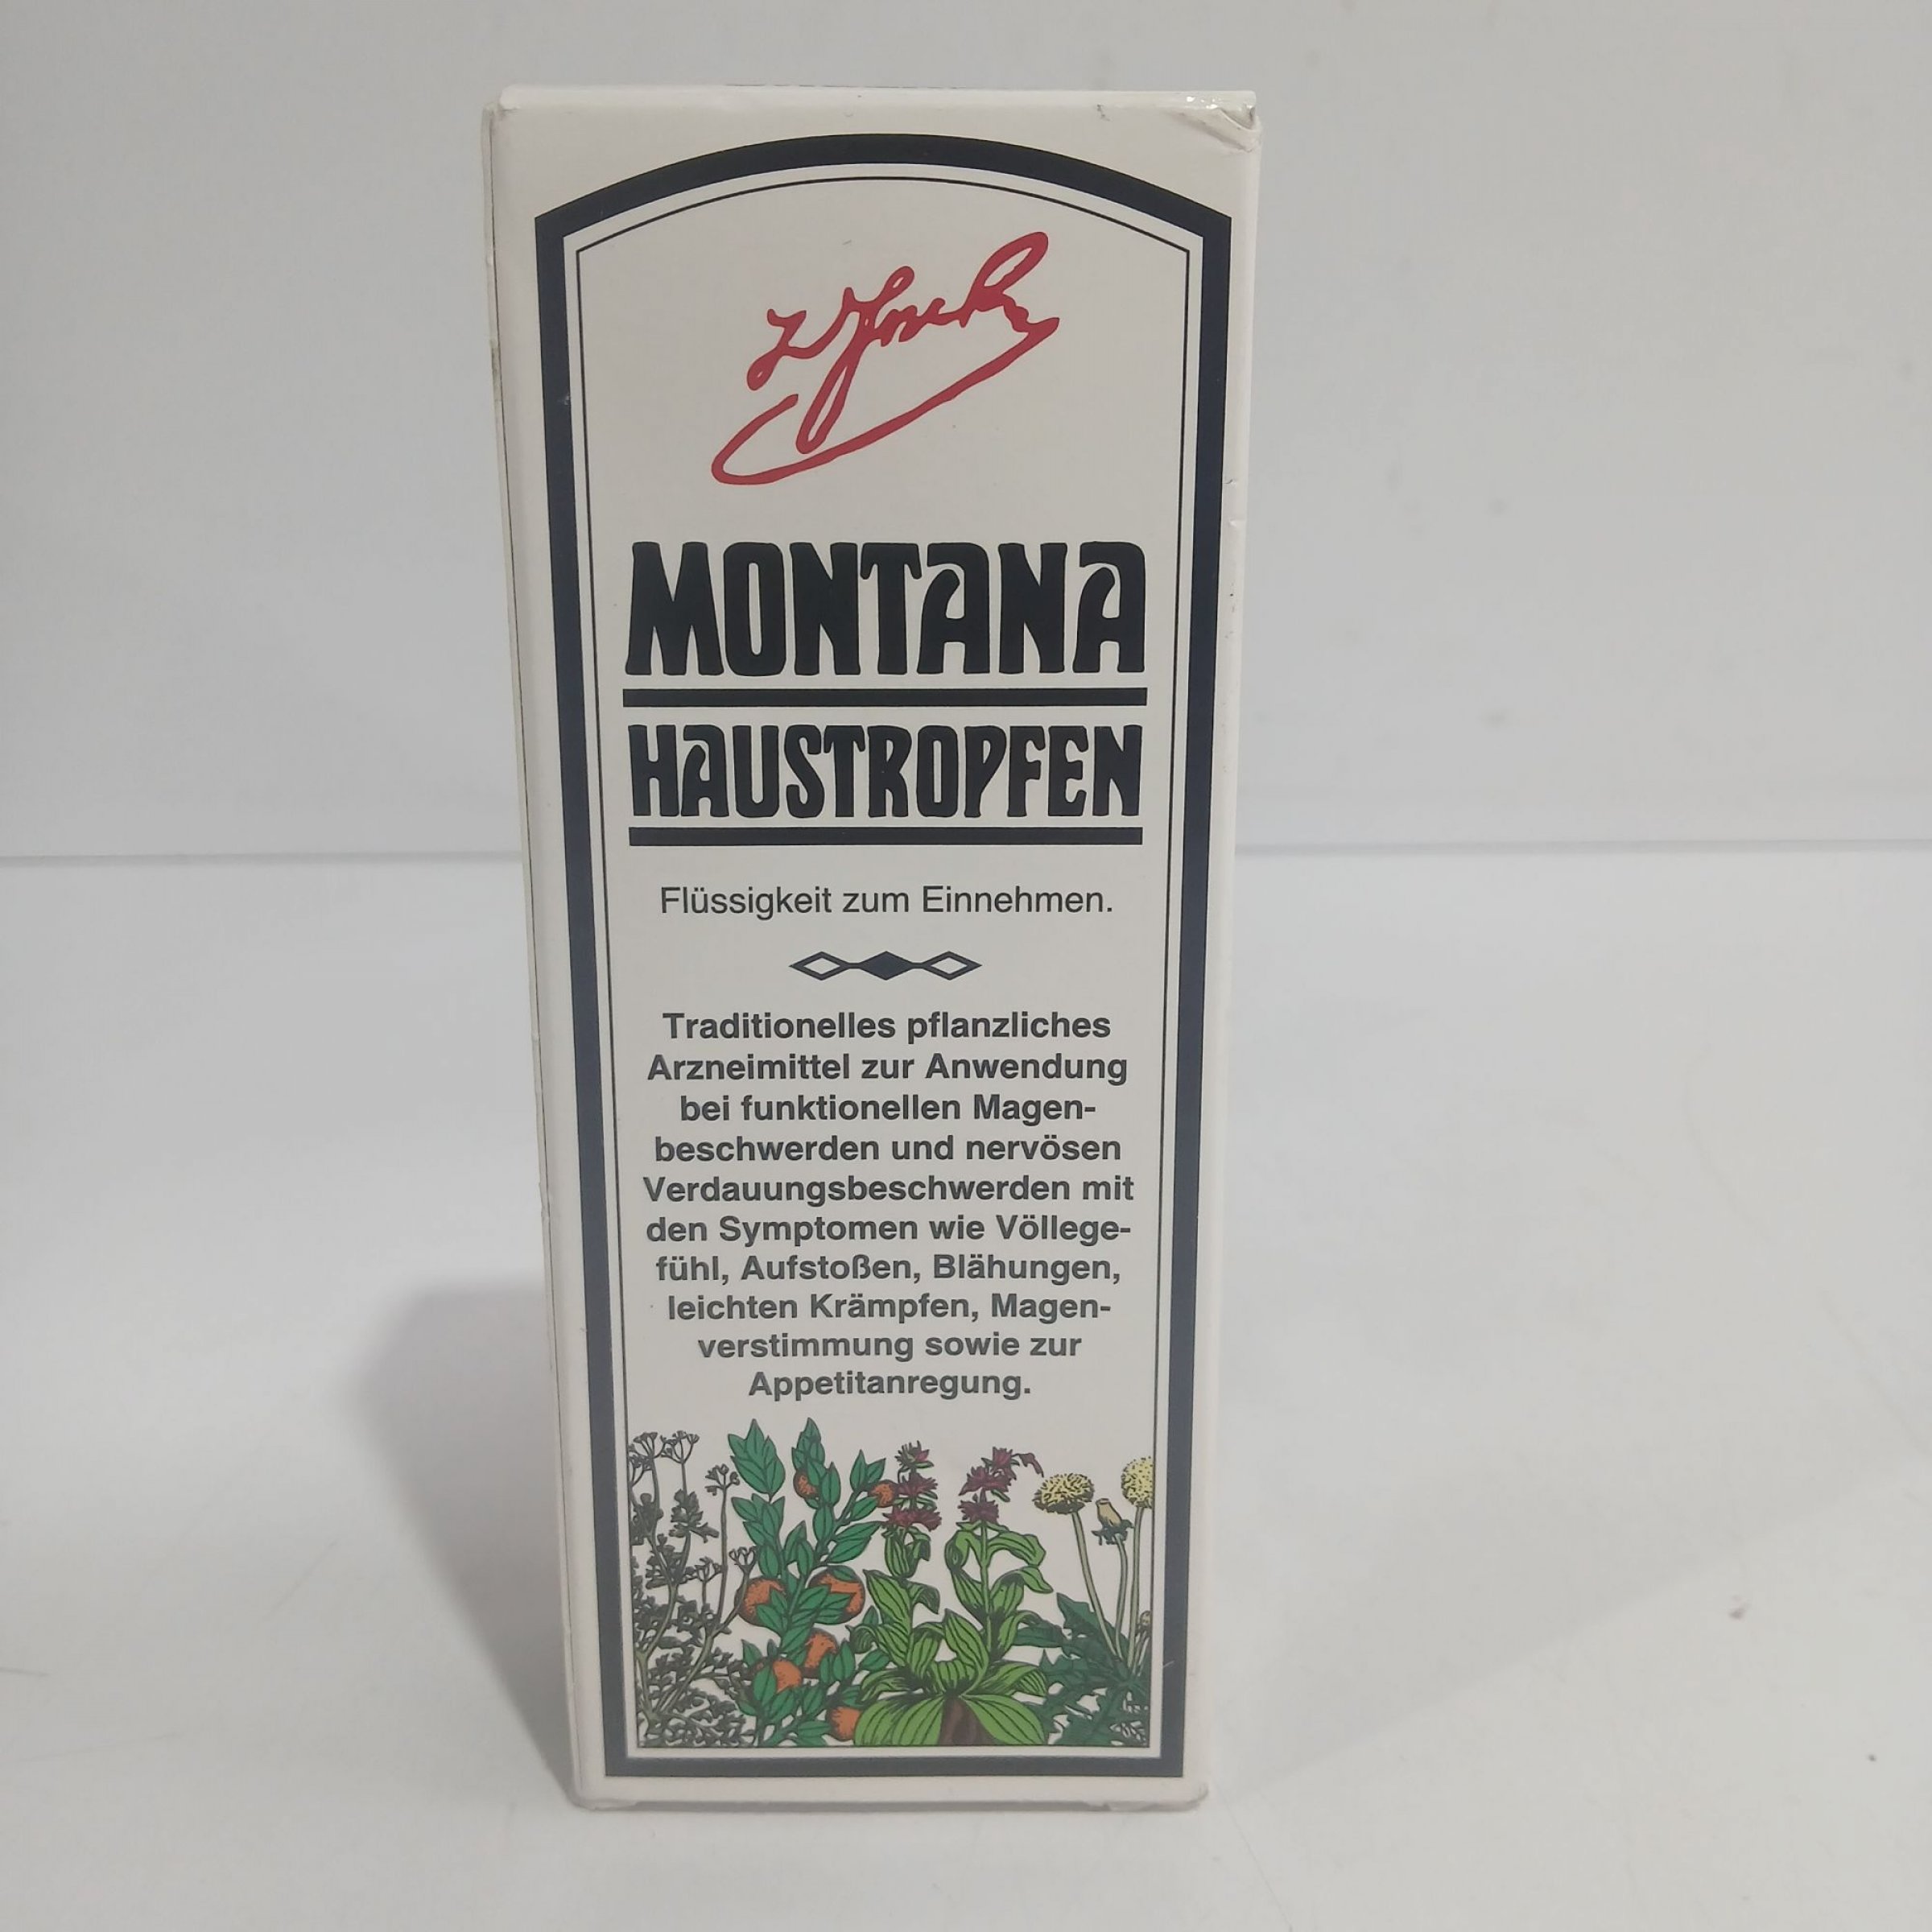 MONTANA
HAUSTROPFEN
Flüssigkeit zum Einnehmen.
Traditionelles pflanzliches
Arzneimittel zur Anwendung
bei funktionellen Magen-
beschwerden und nervösen
Verdauungsbeschwerden mit
den Symptomen wie Völlege-
fühl, Aufstoßen, Blähungen,
leichten Krämpfen, Magen-
verstimmung sowie zur
Appetitanregung.